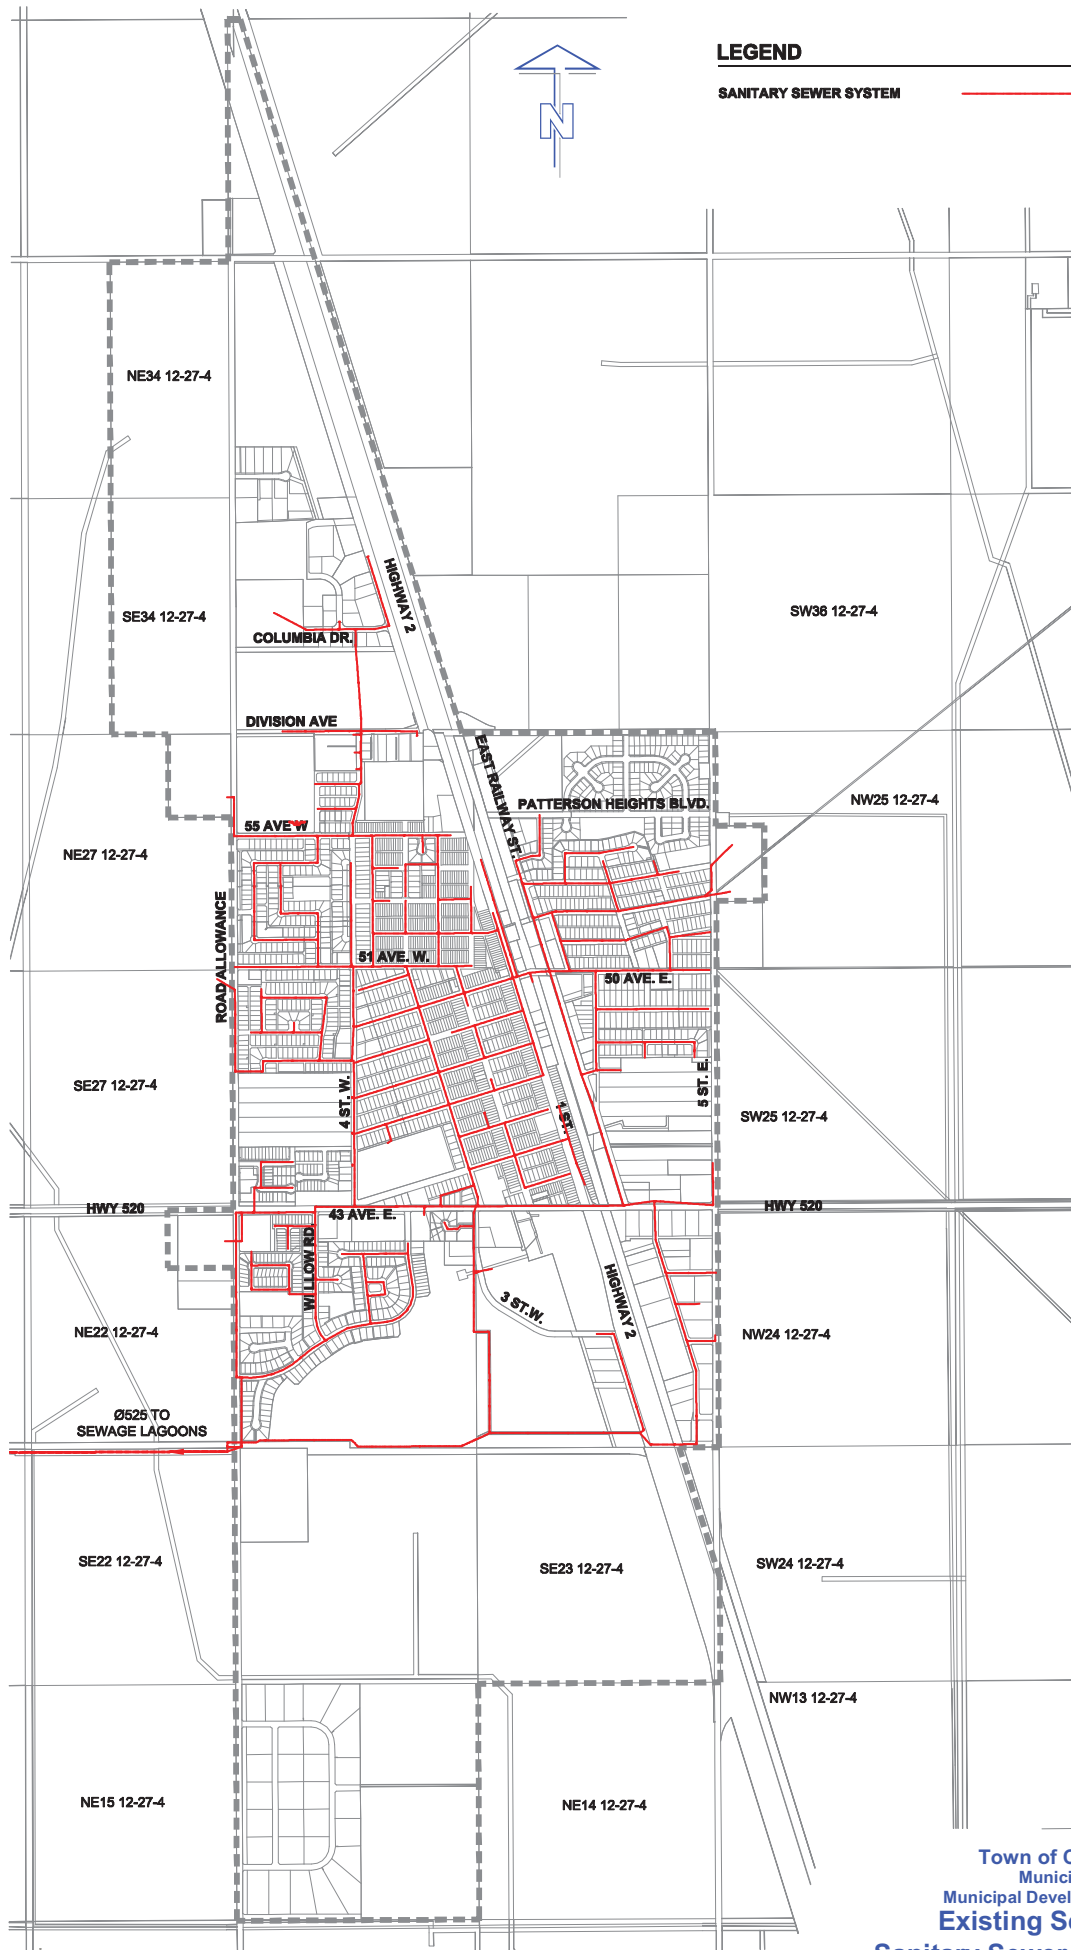 LEGEND
SANITARY SEWER SYSTEM
N
NE34 12-27-4
HIGHWAY 2
SE34 12-27-4
SW36 12-27-4
COLUMBIA DR.
DIVISION AVE
EAST RAILWAY ST.
PATTERSON HEIGHTS BLVD.
NW25 12-27-4
55 AVE W
NE27 12-27-4
ROAD ALLOWANCE
51 AVE. W.
50 AVE. E.
SE27 12-27-4
4 ST. W.
1 ST.
5 ST. E.
SW25 12-27-4
HWY 520
43 AVE. E.
HWY 520
WILLOW RD.
3 ST.W.
HIGHWAY 2
NE22 12-27-4
NW24 12-27-4
Ø525 TO
SEWAGE LAGOONS
SE22 12-27-4
SE23 12-27-4
SW24 12-27-4
NW13 12-27-4
NE15 12-27-4
NE14 12-27-4
Town of
Munici
Municipal Devel
Existing
Sanitary Sewer